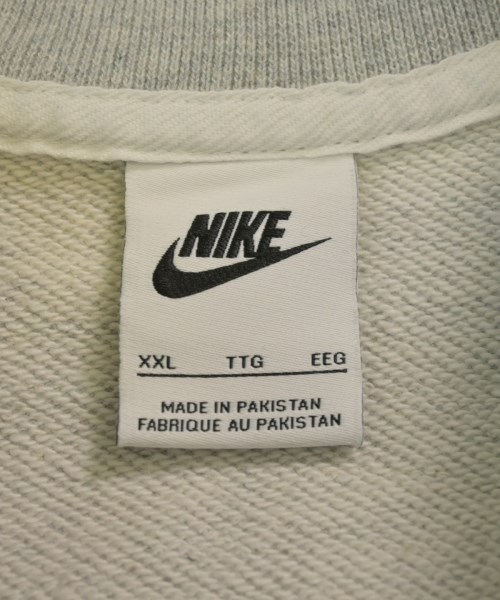 NIKE
XXL TTG EEG
MADE IN PAKISTAN
FABRIQUE AU PAKISTAN